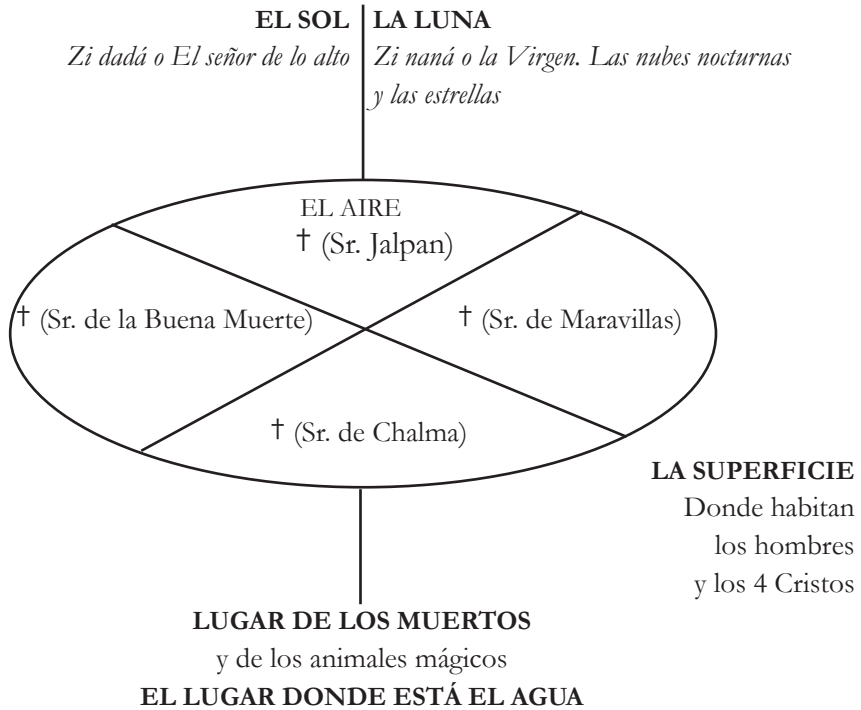 EL SOL LA LUNA
Zi dadá o El señor de lo alto Zi naná o la Virgen. Las nubes nocturnas
y las estrellas
EL AIRE
† (Sr. Jalpan)
† (Sr. de la Buena Muerte) † (Sr. de Maravillas)
† (Sr. de Chalma)
LA SUPERFICIE
Donde habitan
los hombres
y los 4 Cristos
LUGAR DE LOS MUERTOS
y de los animales mágicos
EL LUGAR DONDE ESTÁ EL AGUA